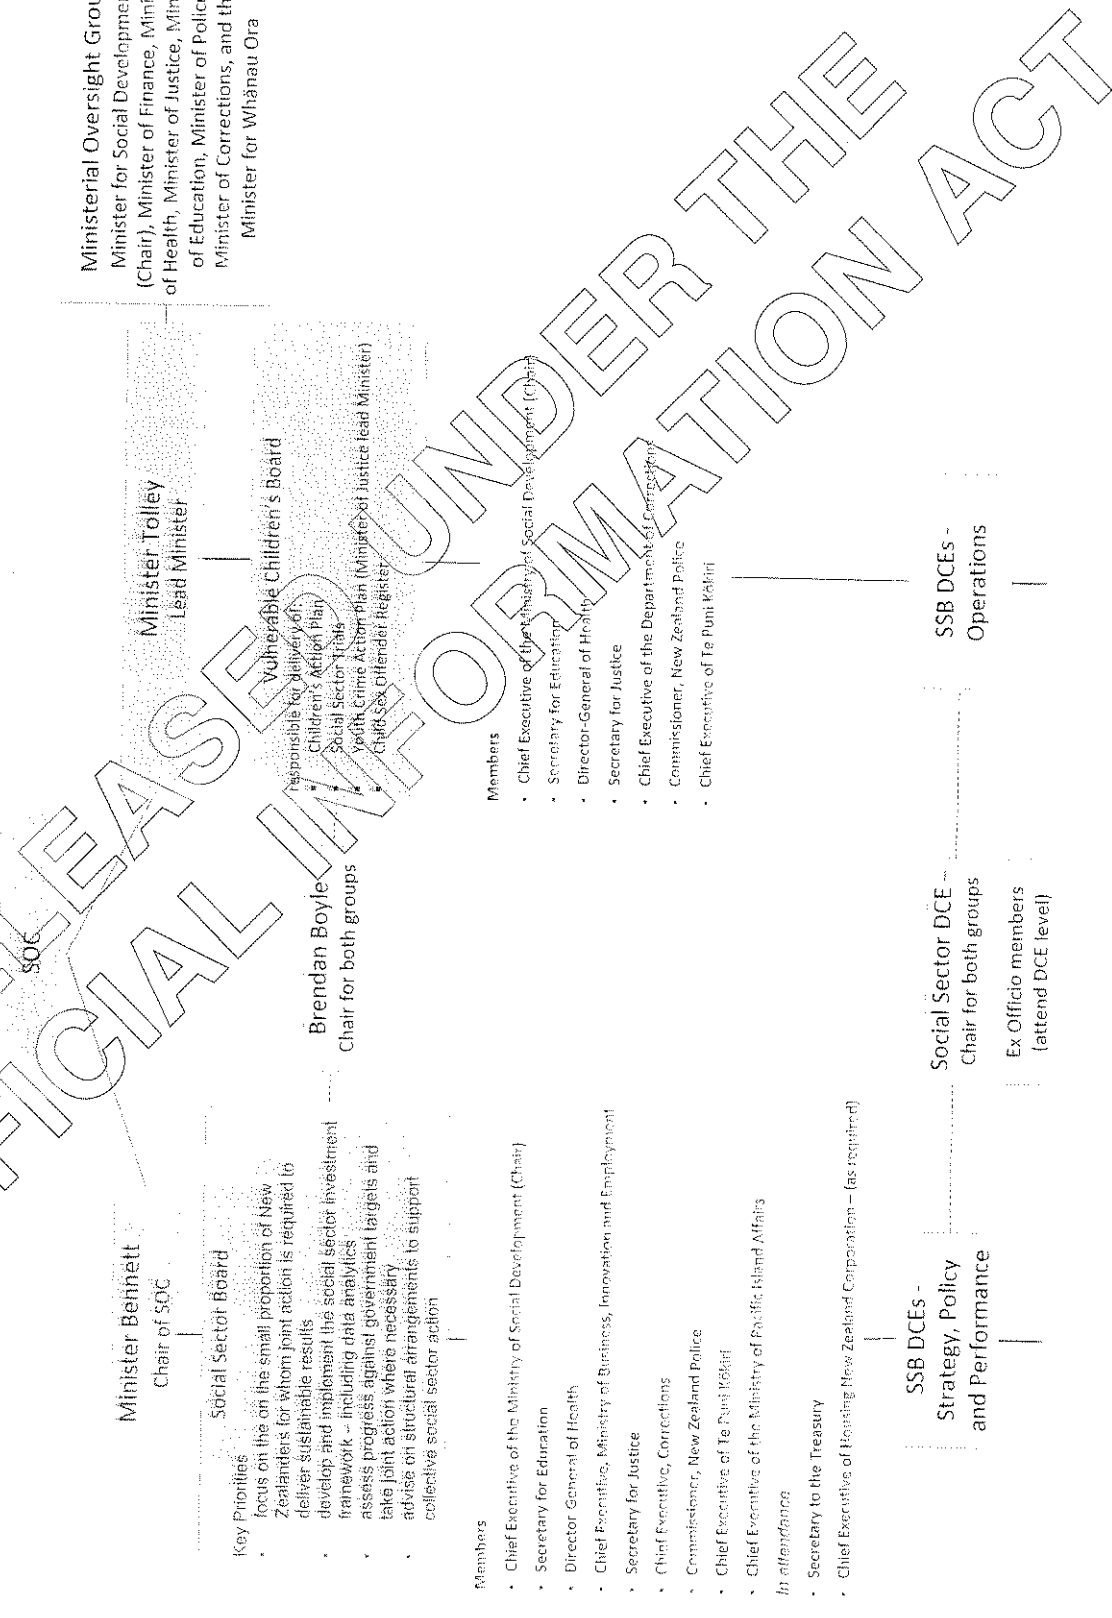 SOC
Minister Bennett
Chair of SOC
Social Sector Board
Key Priorities
focus on the on the small proportion of New
Zealanders for whom joint action is required to
deliver sustainable results
develop and implement the social sector investment
framework – including data analytics
assess progress against government targets and
take joint action where necessary
advise on structural arrangements to support
collective social sector action
Members
• Chief Executive of the Ministry of Social Development (Chair)
• Secretary for Education
• Director General of Health
• Chief Executive, Ministry of Business, Innovation and Employment
• Secretary for Justice
• Chief Executive, Corrections
• Commissioner, New Zealand Police
• Chief Executive of Te Puni Kōkiri
• Chief Executive of the Ministry of Pacific Island Affairs
In attendance
• Secretary to the Treasury
• Chief Executive of Housing New Zealand Corporation – (as required)
SSB DCEs -
Strategy, Policy
and Performance
Brendan Boyle
Chair for both groups
Social Sector DCE –
Chair for both groups
Ex Officio members
(attend DCE level)
Minister Tolley
Lead Minister
Vulnerable Children's Board
responsible for delivery of:
• Children's Action Plan
• Social Sector Trials
• Youth Crime Action Plan (Minister of Justice lead Minister)
• Child Sex Offender Register
Members
• Chief Executive of the Ministry of Social Development (Chair)
• Secretary for Education
• Director-General of Health
• Secretary for Justice
• Chief Executive of the Department of Corrections
• Commissioner, New Zealand Police
• Chief Executive of Te Puni Kōkiri
SSB DCEs -
Operations
Ministerial Oversight Grou
Minister for Social Developmen
(Chair), Minister of Finance, Mini
of Health, Minister of Justice, Min
of Education, Minister of Police
Minister of Corrections, and th
Minister for Whānau Ora
LEASED UNDER THE
FICIAL INFORMATION ACT